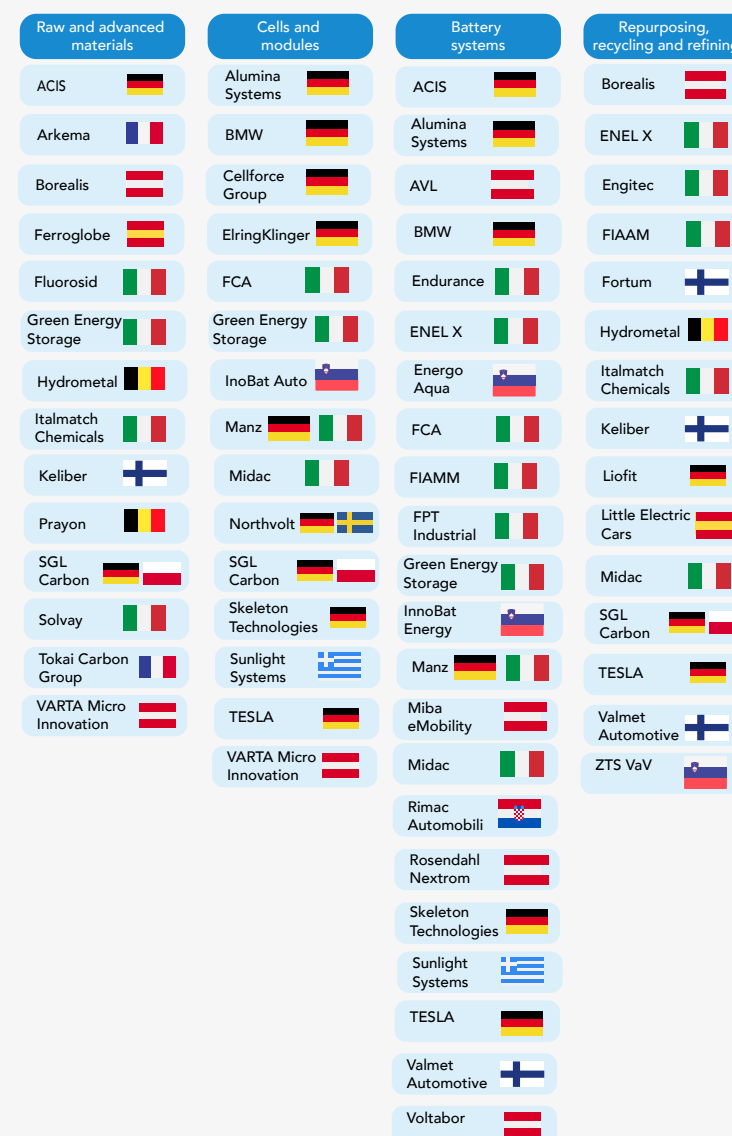 Raw and advanced
materials
ACIS
Arkema
Borealis
Ferroglobe
Fluorosid
Green Energy
Storage
Hydrometal
Italmatch
Chemicals
Keliber
Prayon
SGL
Carbon
Solvay
Tokai Carbon
Group
VARTA Micro
Innovation
Cells and
modules
Alumina
Systems
BMW
Cellforce
Group
ElringKlinger
FCA
Green Energy
Storage
InoBat Auto
Manz
Midac
Northvolt
SGL
Carbon
Skeleton
Technologies
Sunlight
Systems
TESLA
VARTA Micro
Innovation
Battery
systems
ACIS
Alumina
Systems
AVL
BMW
Endurance
ENEL X
Energo
Aqua
FCA
FIAMM
FPT
Industrial
Green Energy
Storage
InnoBat
Energy
Manz
Miba
eMobility
Midac
Rimac
Automobili
Rosendahl
Nextrom
Skeleton
Technologies
Sunlight
Systems
TESLA
Valmet
Automotive
Voltabor
Repurposing,
recycling and refining
Borealis
ENEL X
Engitec
FIAAM
Fortum
Hydrometal
Italmatch
Chemicals
Keliber
Liofit
Little Electric
Cars
Midac
SGL
Carbon
TESLA
Valmet
Automotive
ZTS VaV